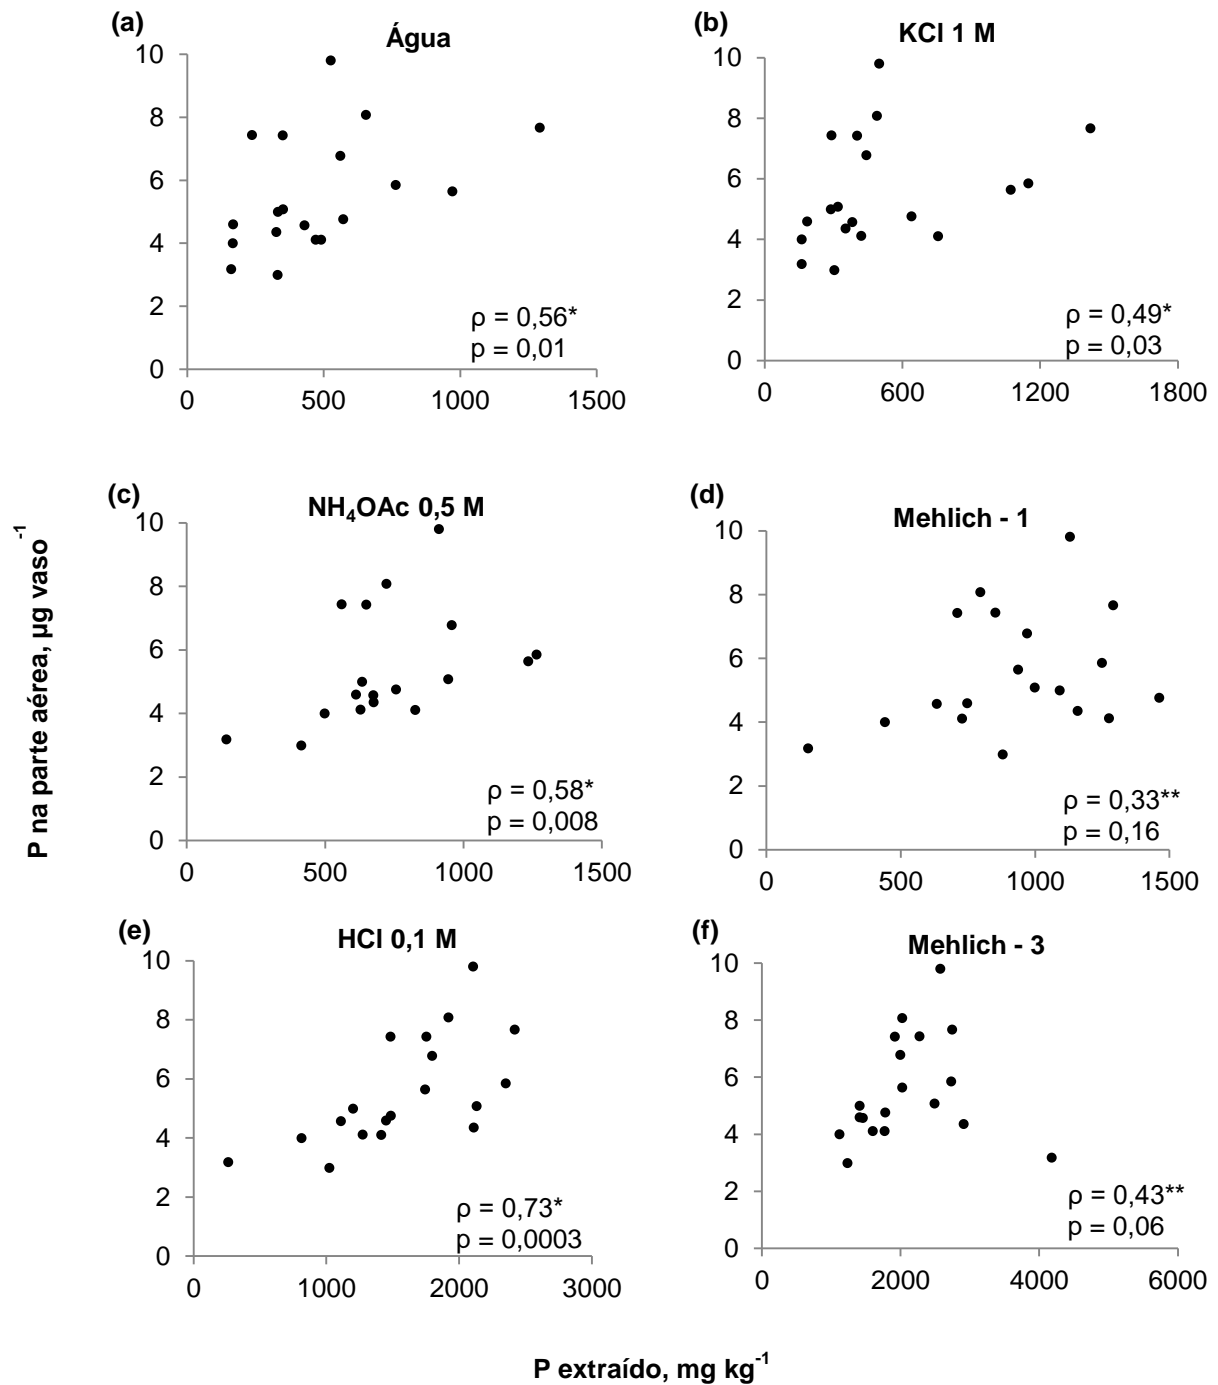 (a)
Água
10
8
6
4
2
0
0 500 1000 1500
ρ = 0,56*
p = 0,01
(b)
KCl 1 M
10
8
6
4
2
0
0 600 1200 1800
ρ = 0,49*
p = 0,03
(c)
NH₄OAc 0,5 M
10
8
6
4
2
0
0 500 1000 1500
ρ = 0,58*
p = 0,008
(d)
Mehlich - 1
10
8
6
4
2
0
0 500 1000 1500
ρ = 0,33**
p = 0,16
(e)
HCl 0,1 M
10
8
6
4
2
0
0 1000 2000 3000
ρ = 0,73*
p = 0,0003
(f)
Mehlich - 3
10
8
6
4
2
0
0 2000 4000 6000
ρ = 0,43**
p = 0,06
P na parte aérea, µg vaso⁻¹
P extraído, mg kg⁻¹